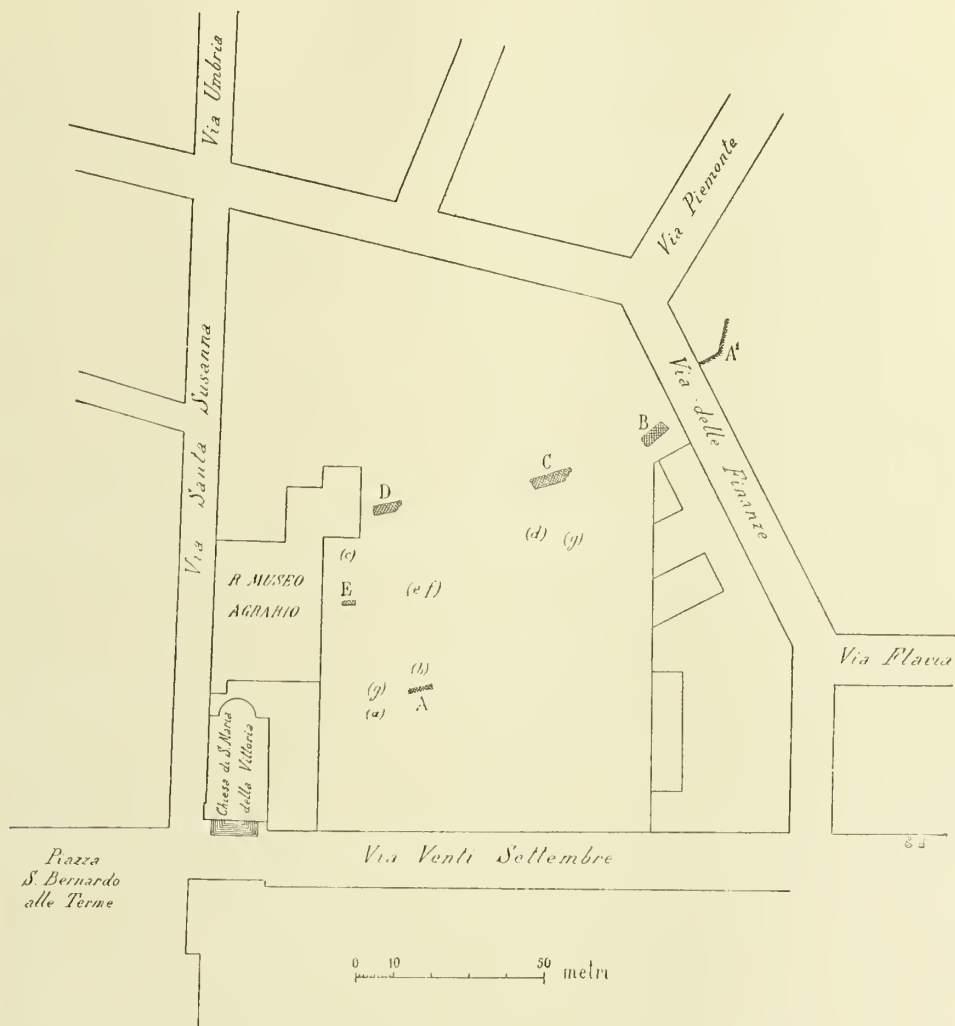 Via Umbria
Via Piemonte
A'
Via Santa Susanna
Via delle Finanze
B
C
D
(d) (g)
(c)
R MUSEO
AGRARIO
E
(e f)
Via Flavia
(h)
(g)
A
(a)
Chiesa di S. Maria
della Vittoria
Via Venti Settembre
Piazza
S. Bernardo
alle Terme
0 10 50 metri